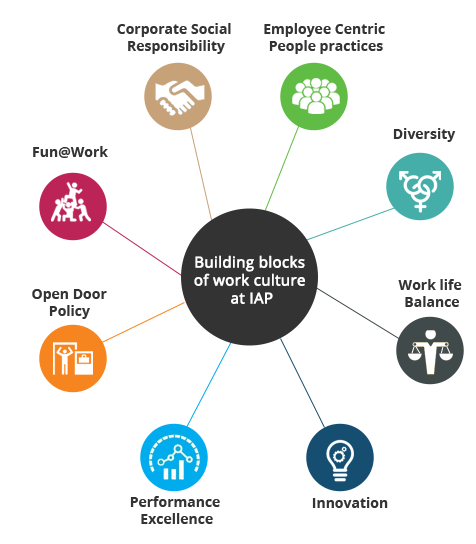 Corporate Social
Responsibility
Employee Centric
People practices
Diversity
Fun@Work
Building blocks
of work culture
at IAP
Work life
Balance
Open Door
Policy
Performance
Excellence
Innovation